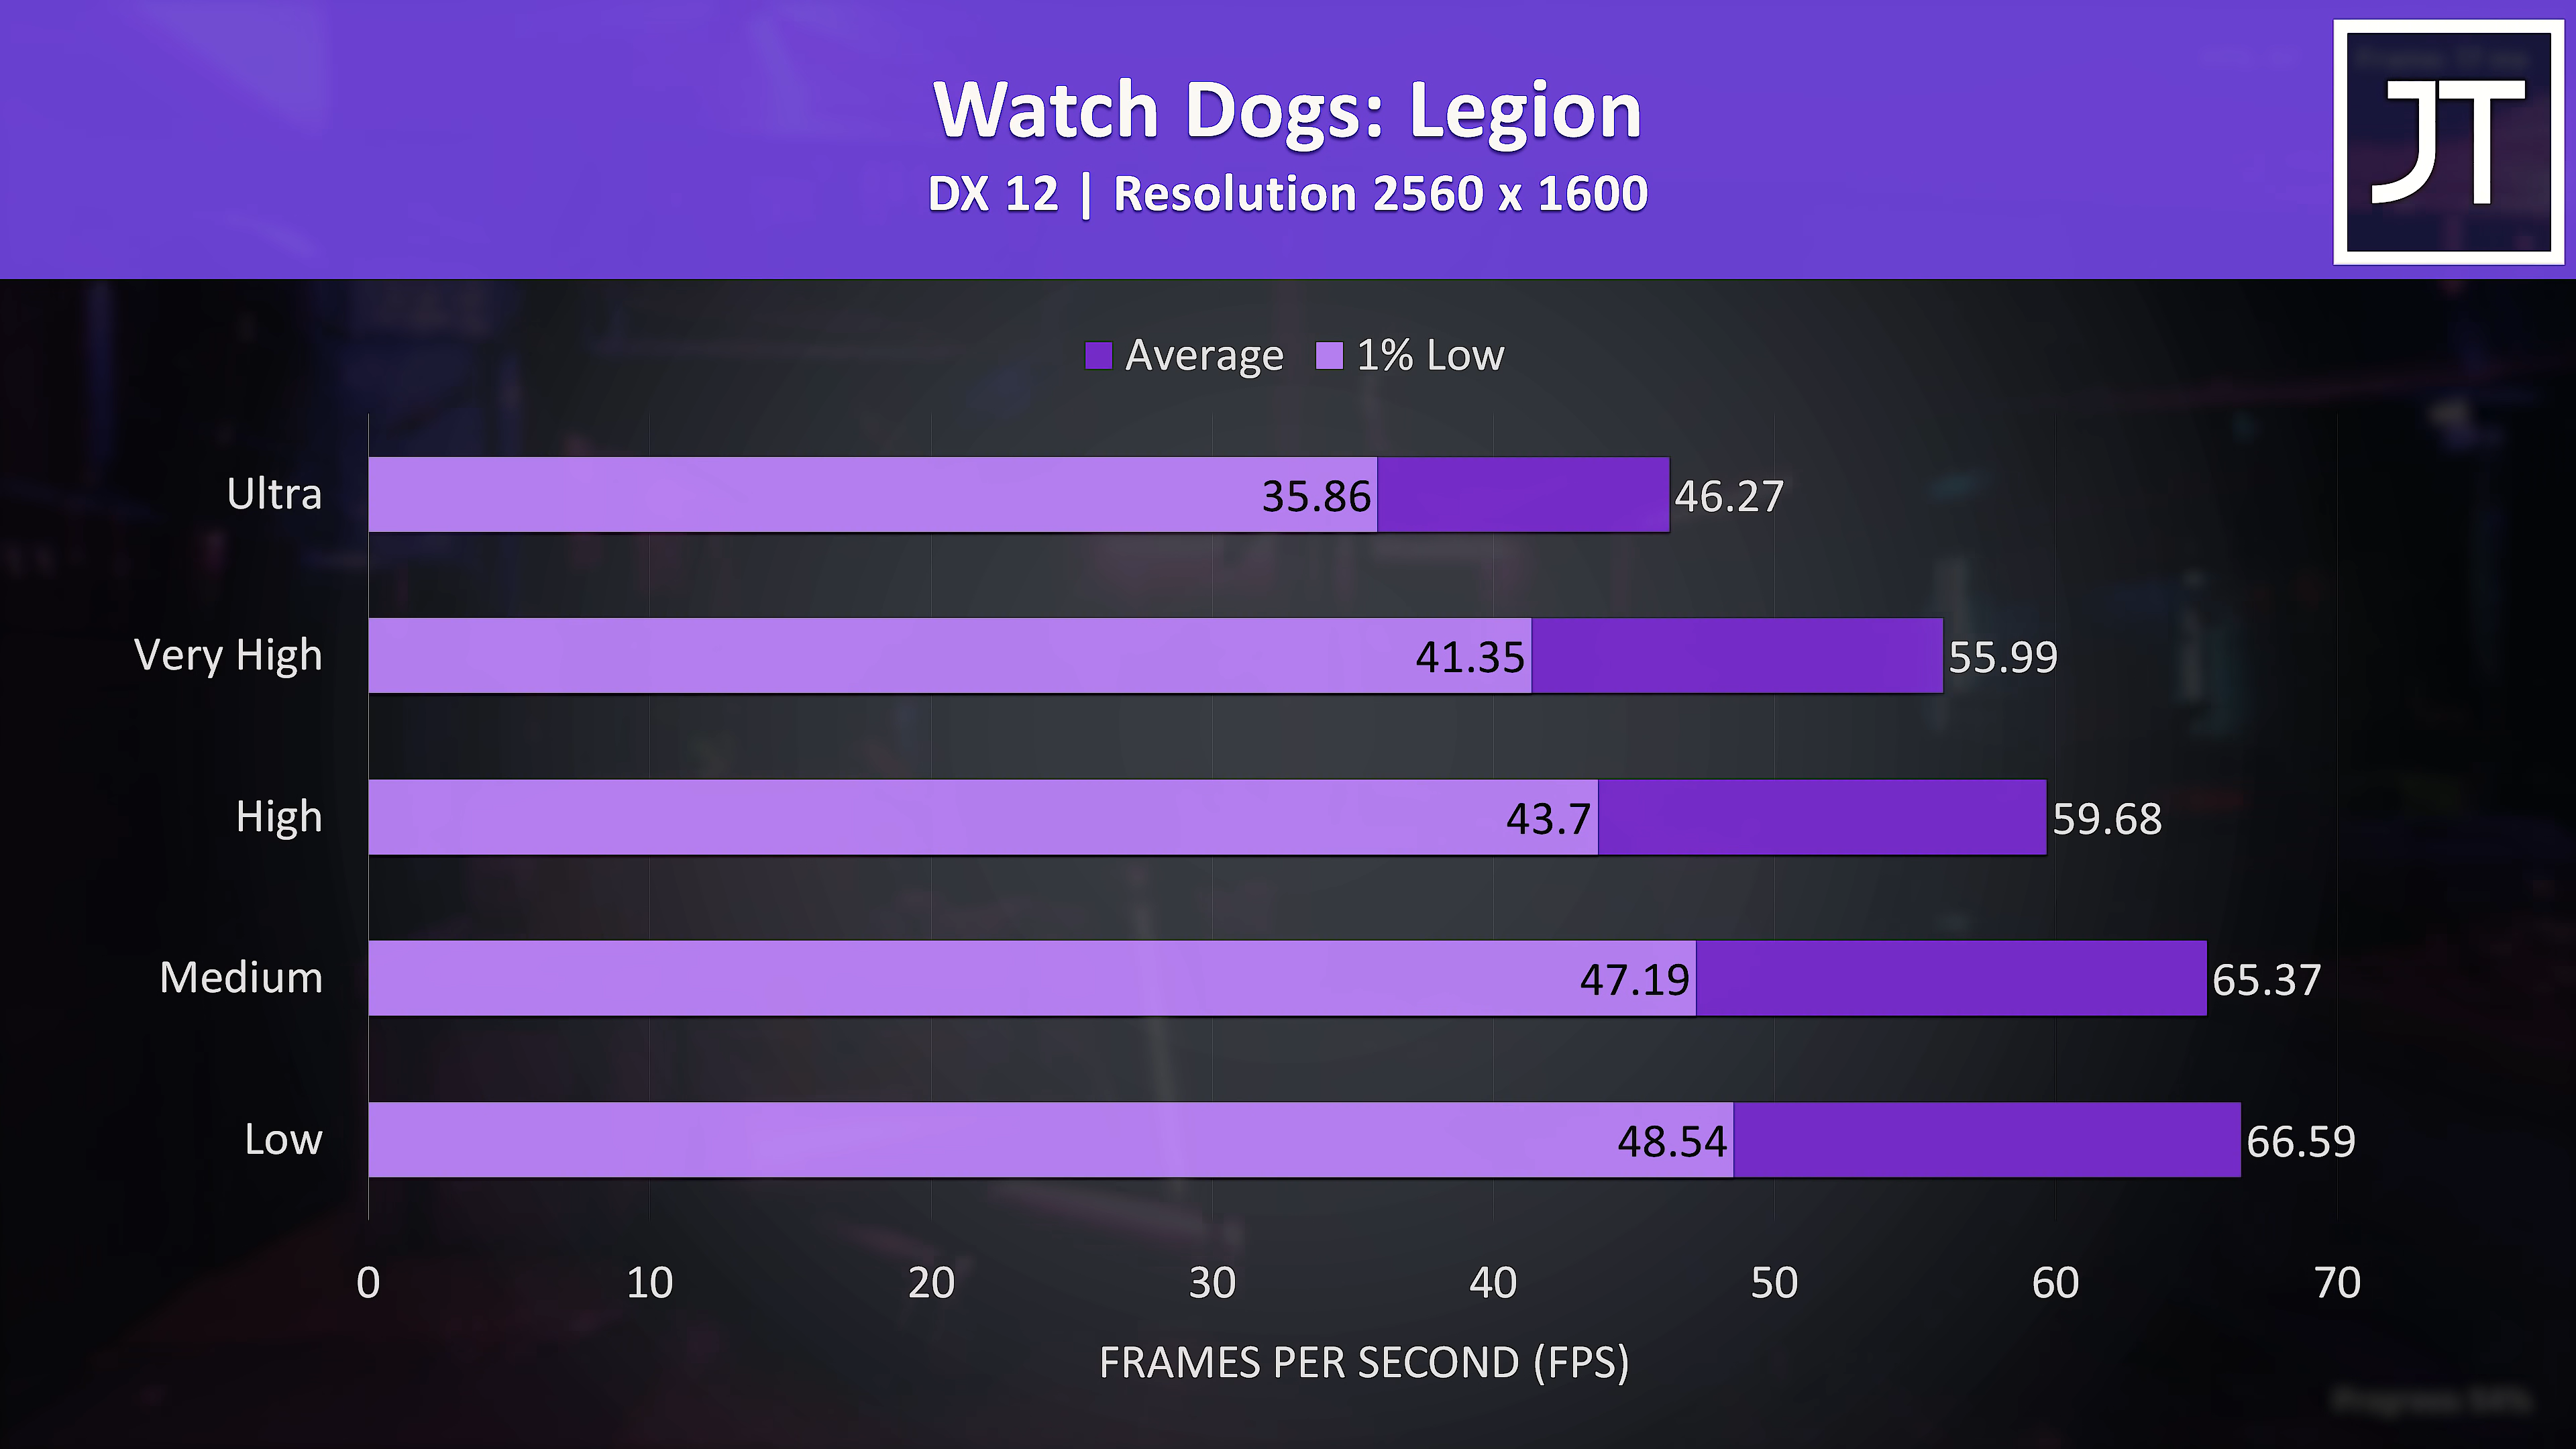 Watch Dogs: Legion
DX 12 | Resolution 2560 x 1600
JT
Average 1% Low
Ultra 35.86 46.27
Very High 41.35 55.99
High 43.7 59.68
Medium 47.19 65.37
Low 48.54 66.59
0 10 20 30 40 50 60 70
FRAMES PER SECOND (FPS)